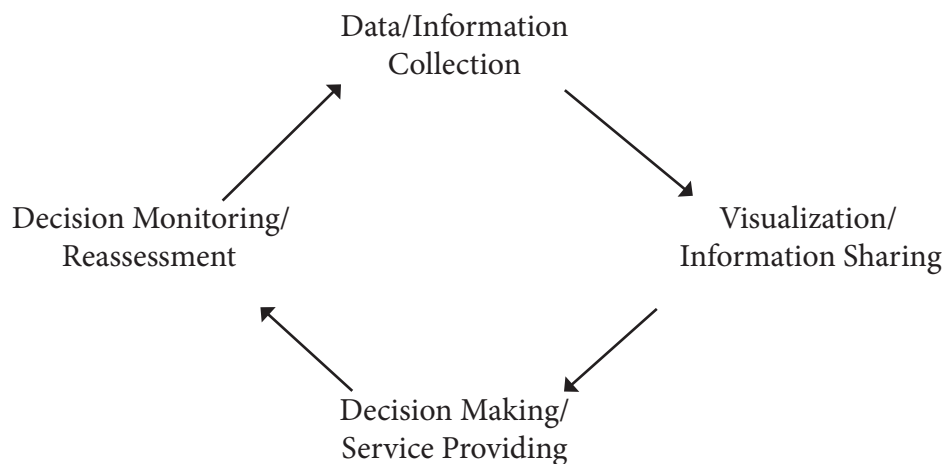 Data/Information
Collection
Decision Monitoring/
Reassessment
Visualization/
Information Sharing
Decision Making/
Service Providing